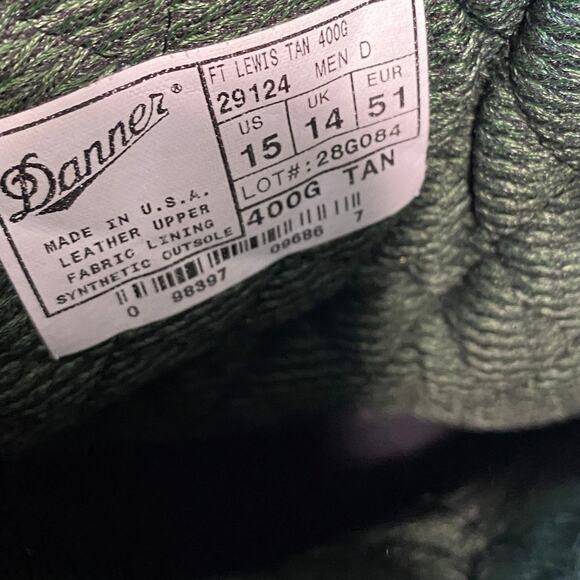 Danner®
MADE IN U.S.A.
LEATHER UPPER
FABRIC LINING
SYNTHETIC OUTSOLE
FT LEWIS TAN 400G
29124 MEN D
US UK EUR
15 14 51
LOT#:28G084
400G TAN
0 98397 09686 7